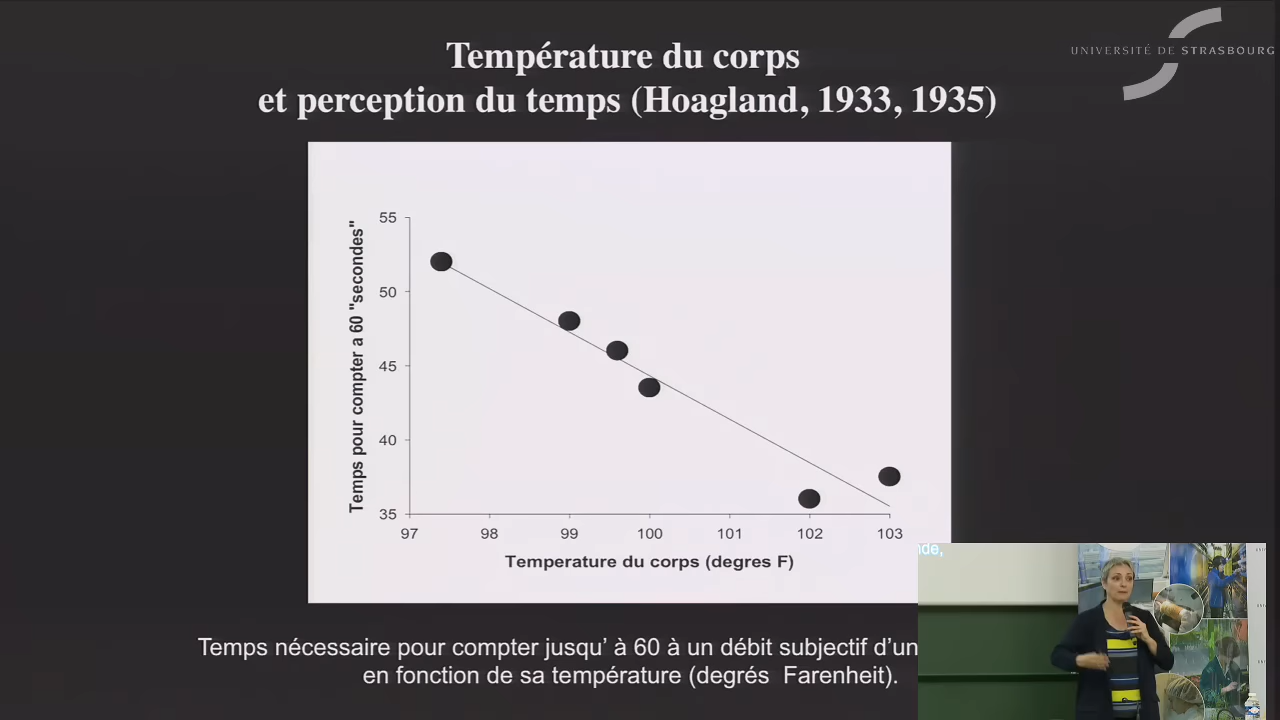 UNIVERSITÉ DE STRASBOURG
Température du corps
et perception du temps (Hoagland, 1933, 1935)
Temps pour compter a 60 "secondes"
55
50
45
40
35
97 98 99 100 101 102 103
Temperature du corps (degres F)
nde,
Temps nécessaire pour compter jusqu’ à 60 à un débit subjectif d’un
en fonction de sa température (degrés Farenheit).